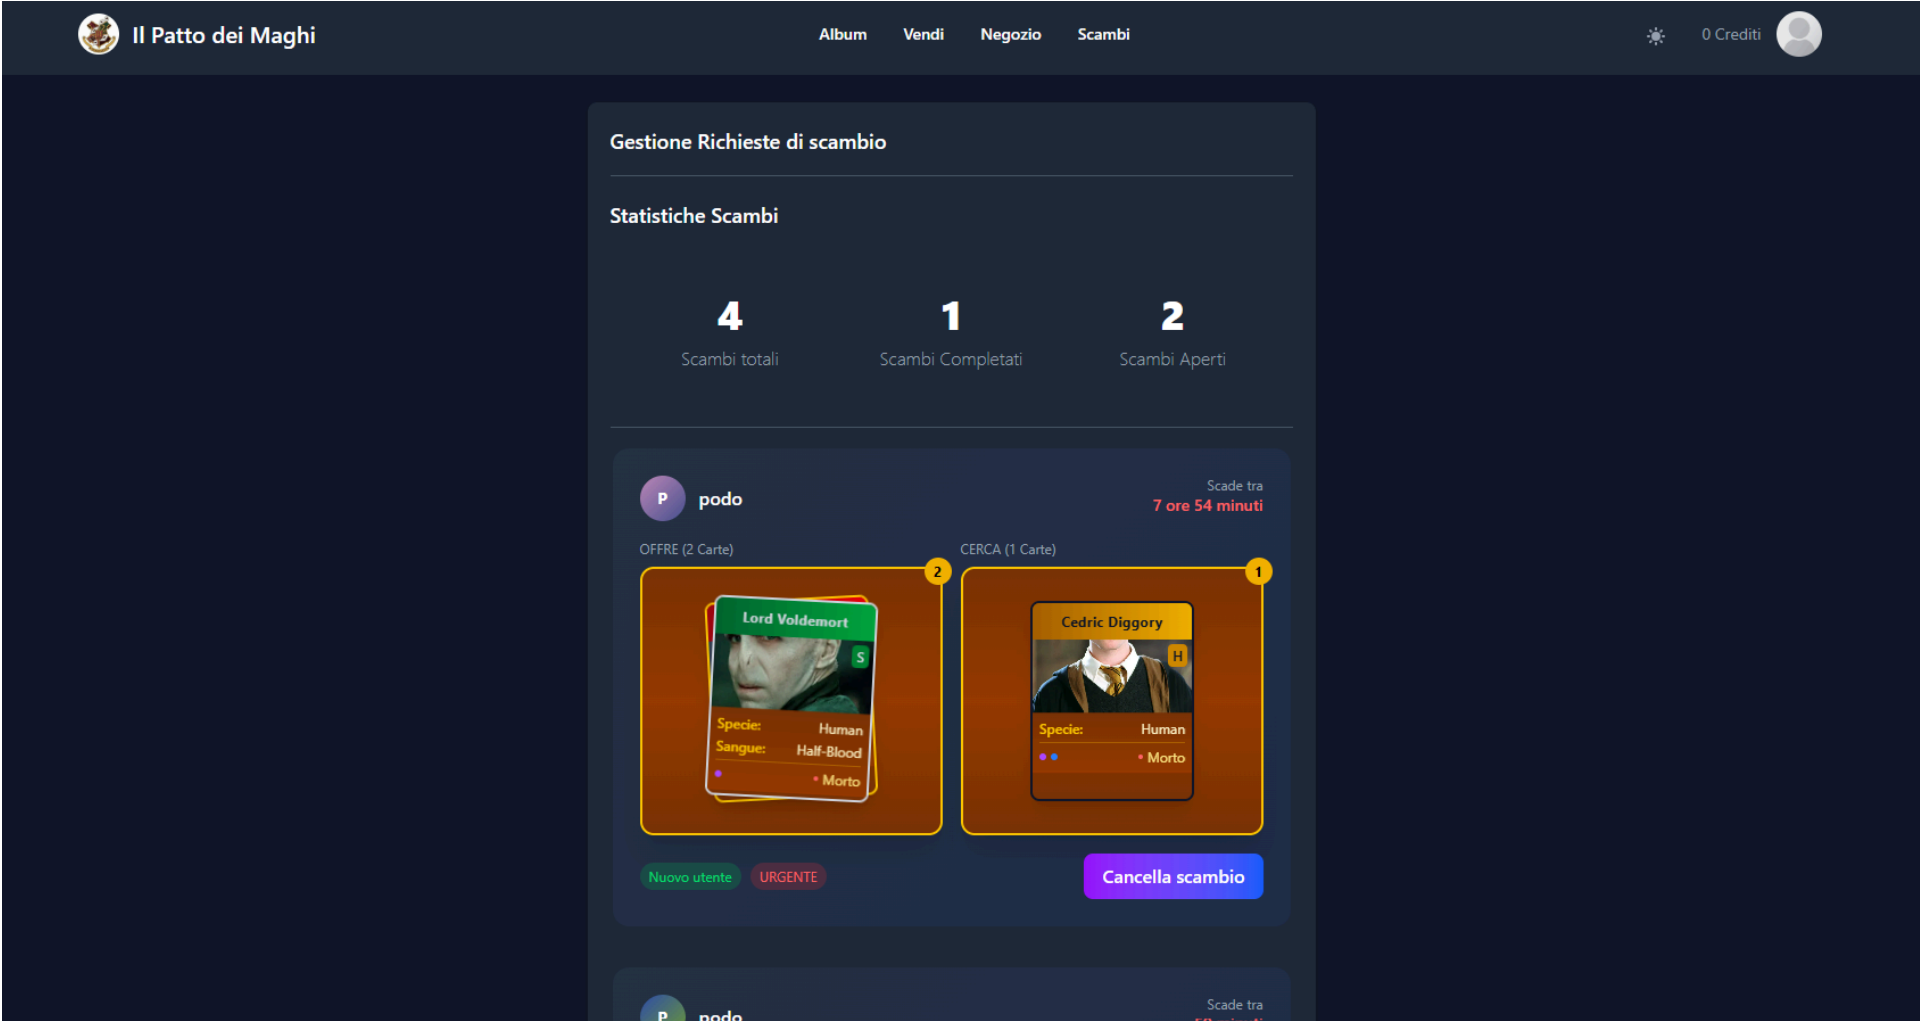 Il Patto dei Maghi
Album Vendi Negozio Scambi
0 Crediti
Gestione Richieste di scambio
Statistiche Scambi
4 1 2
Scambi totali Scambi Completati Scambi Aperti
P podo
Scade tra
7 ore 54 minuti
OFFRE (2 Carte)
2
Lord Voldemort
S
Specie: Human
Sangue: Half-Blood
Morto
CERCA (1 Carte)
1
Cedric Diggory
H
Specie: Human
Morto
Nuovo utente URGENTE
Cancella scambio
P podo
Scade tra